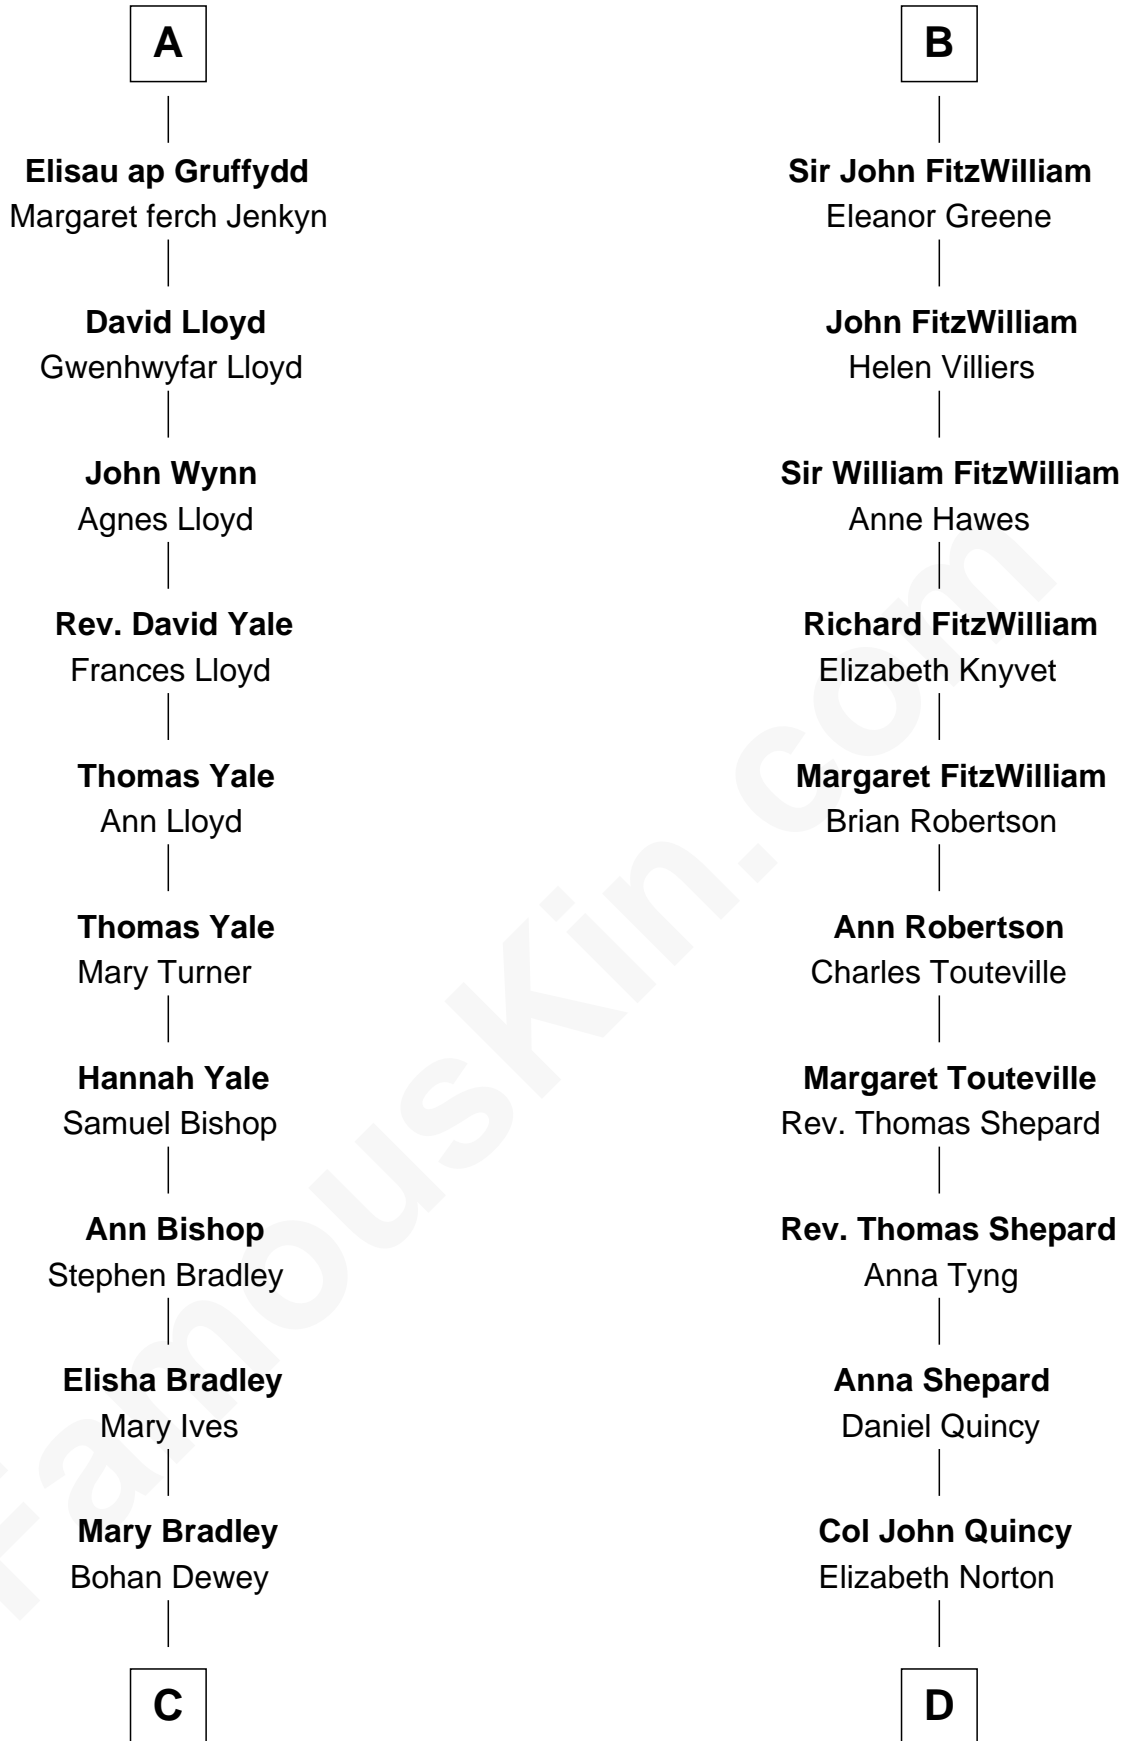 A
Elisau ap Gruffydd
Margaret ferch Jenkyn
David Lloyd
Gwenhwyfar Lloyd
John Wynn
Agnes Lloyd
Rev. David Yale
Frances Lloyd
Thomas Yale
Ann Lloyd
Thomas Yale
Mary Turner
Hannah Yale
Samuel Bishop
Ann Bishop
Stephen Bradley
Elisha Bradley
Mary Ives
Mary Bradley
Bohan Dewey
C
B
Sir John FitzWilliam
Eleanor Greene
John FitzWilliam
Helen Villiers
Sir William FitzWilliam
Anne Hawes
Richard FitzWilliam
Elizabeth Knyvet
Margaret FitzWilliam
Brian Robertson
Ann Robertson
Charles Touteville
Margaret Touteville
Rev. Thomas Shepard
Rev. Thomas Shepard
Anna Tyng
Anna Shepard
Daniel Quincy
Col John Quincy
Elizabeth Norton
D
FamousKin.com